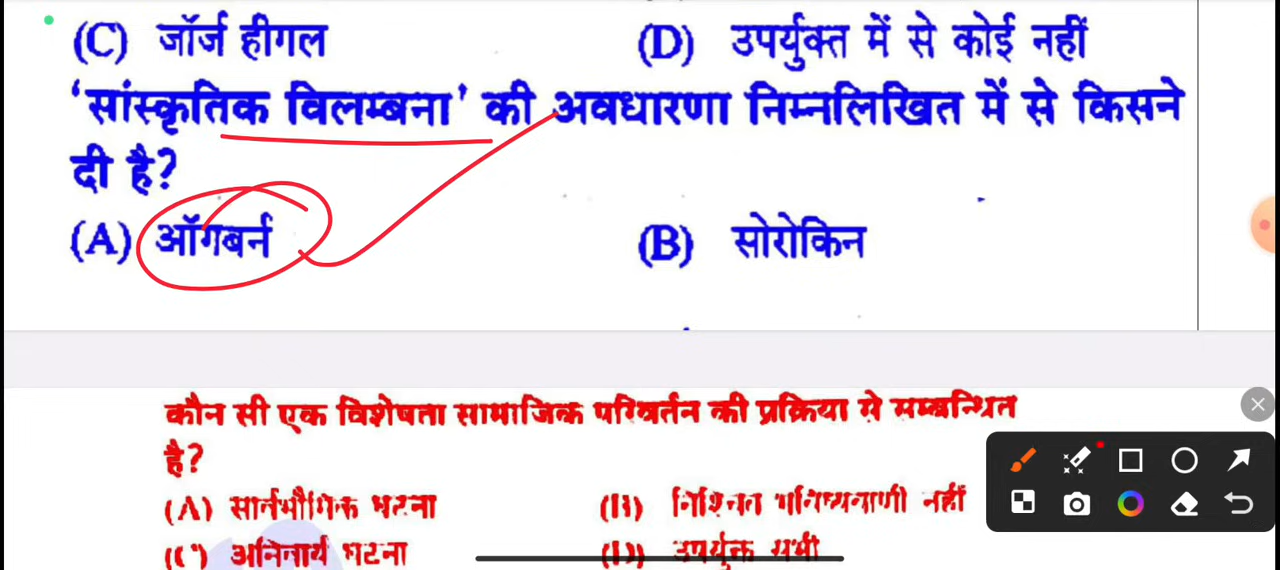 (C) जॉर्ज हीगल (D) उपर्युक्त में से कोई नहीं
‘सांस्कृतिक विलम्बना’ की अवधारणा निम्नलिखित में से किसने
दी है?
(A) ऑगबर्न (B) सोरोकिन
कौन सी एक विशेषता सामाजिक परिवर्तन की प्रक्रिया से सम्बन्धित
है?
(A) सार्वभौमिक घटना (B) निश्चित भविष्यवाणी नहीं
(C) अनिवार्य घटना (D) उपर्युक्त सभी